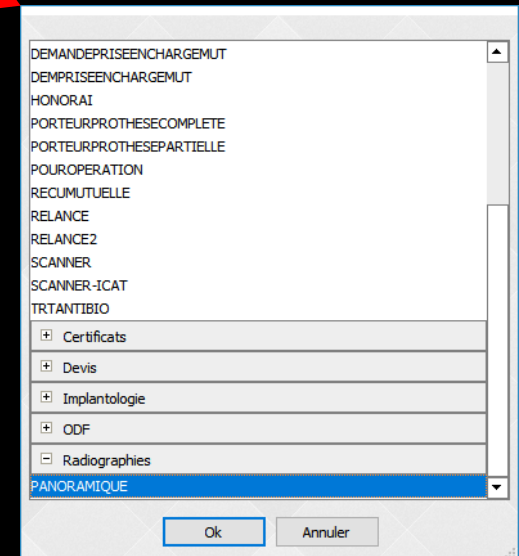 DEMANDEPRISEENCHARGEMUT
DEMPRISEENCHARGEMUT
HONORAI
PORTEURPROTHESECOMPLETE
PORTEURPROTHESEPARTIELLE
POUROPERATION
RECUMUTUELLE
RELANCE
RELANCE2
SCANNER
SCANNER-ICAT
TRTANTIBIO
Certificats
Devis
Implantologie
ODF
Radiographies
PANORAMIQUE
Ok Annuler